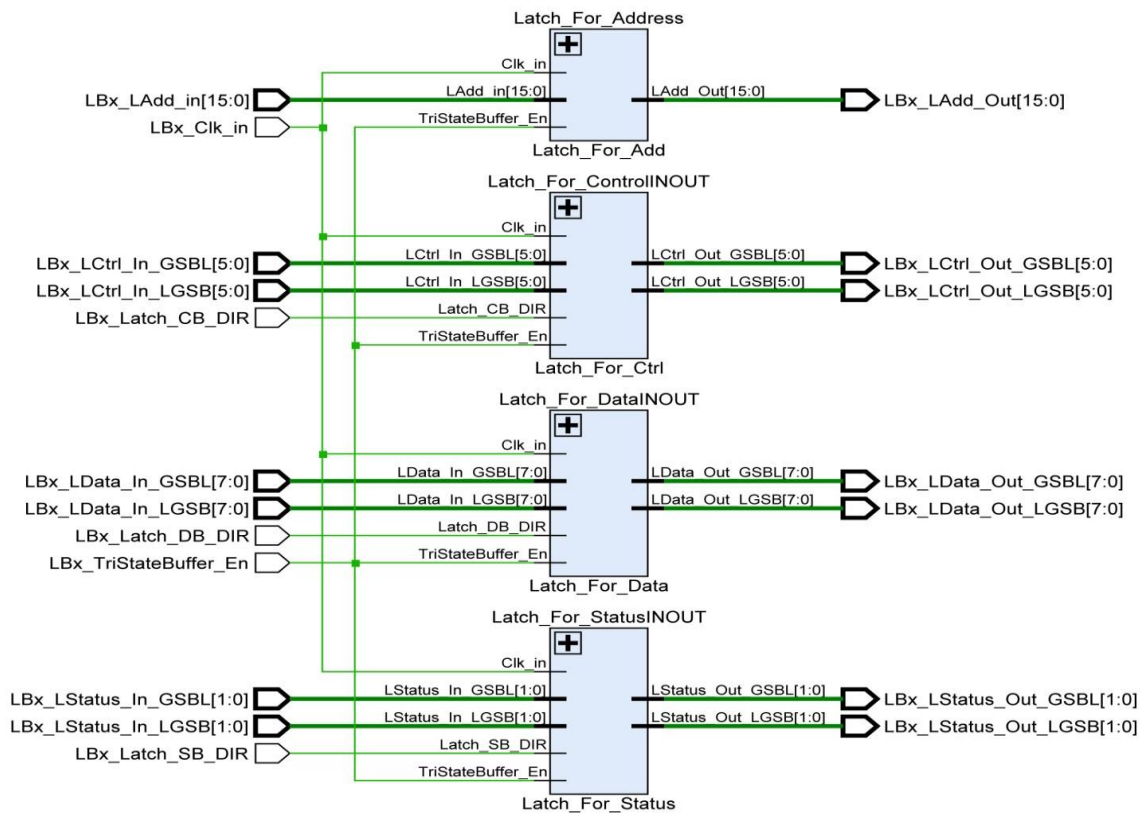 Latch_For_Address
Clk_in
LBx_LAdd_in[15:0] LAdd_in[15:0] LAdd_Out[15:0] LBx_LAdd_Out[15:0]
LBx_Clk_in TriStateBuffer_En
Latch_For_Add
Latch_For_ControlINOUT
Clk_in
LBx_LCtrl_In_GSBL[5:0] LCtrl_In_GSBL[5:0] LCtrl_Out_GSBL[5:0] LBx_LCtrl_Out_GSBL[5:0]
LBx_LCtrl_In_LGSB[5:0] LCtrl_In_LGSB[5:0] LCtrl_Out_LGSB[5:0] LBx_LCtrl_Out_LGSB[5:0]
LBx_Latch_CB_DIR Latch_CB_DIR
TriStateBuffer_En
Latch_For_Ctrl
Latch_For_DataINOUT
Clk_in
LBx_LData_In_GSBL[7:0] LData_In_GSBL[7:0] LData_Out_GSBL[7:0] LBx_LData_Out_GSBL[7:0]
LBx_LData_In_LGSB[7:0] LData_In_LGSB[7:0] LData_Out_LGSB[7:0] LBx_LData_Out_LGSB[7:0]
LBx_Latch_DB_DIR Latch_DB_DIR
LBx_TriStateBuffer_En TriStateBuffer_En
Latch_For_Data
Latch_For_StatusINOUT
Clk_in
LBx_LStatus_In_GSBL[1:0] LStatus_In_GSBL[1:0] LStatus_Out_GSBL[1:0] LBx_LStatus_Out_GSBL[1:0]
LBx_LStatus_In_LGSB[1:0] LStatus_In_LGSB[1:0] LStatus_Out_LGSB[1:0] LBx_LStatus_Out_LGSB[1:0]
LBx_Latch_SB_DIR Latch_SB_DIR
TriStateBuffer_En
Latch_For_Status